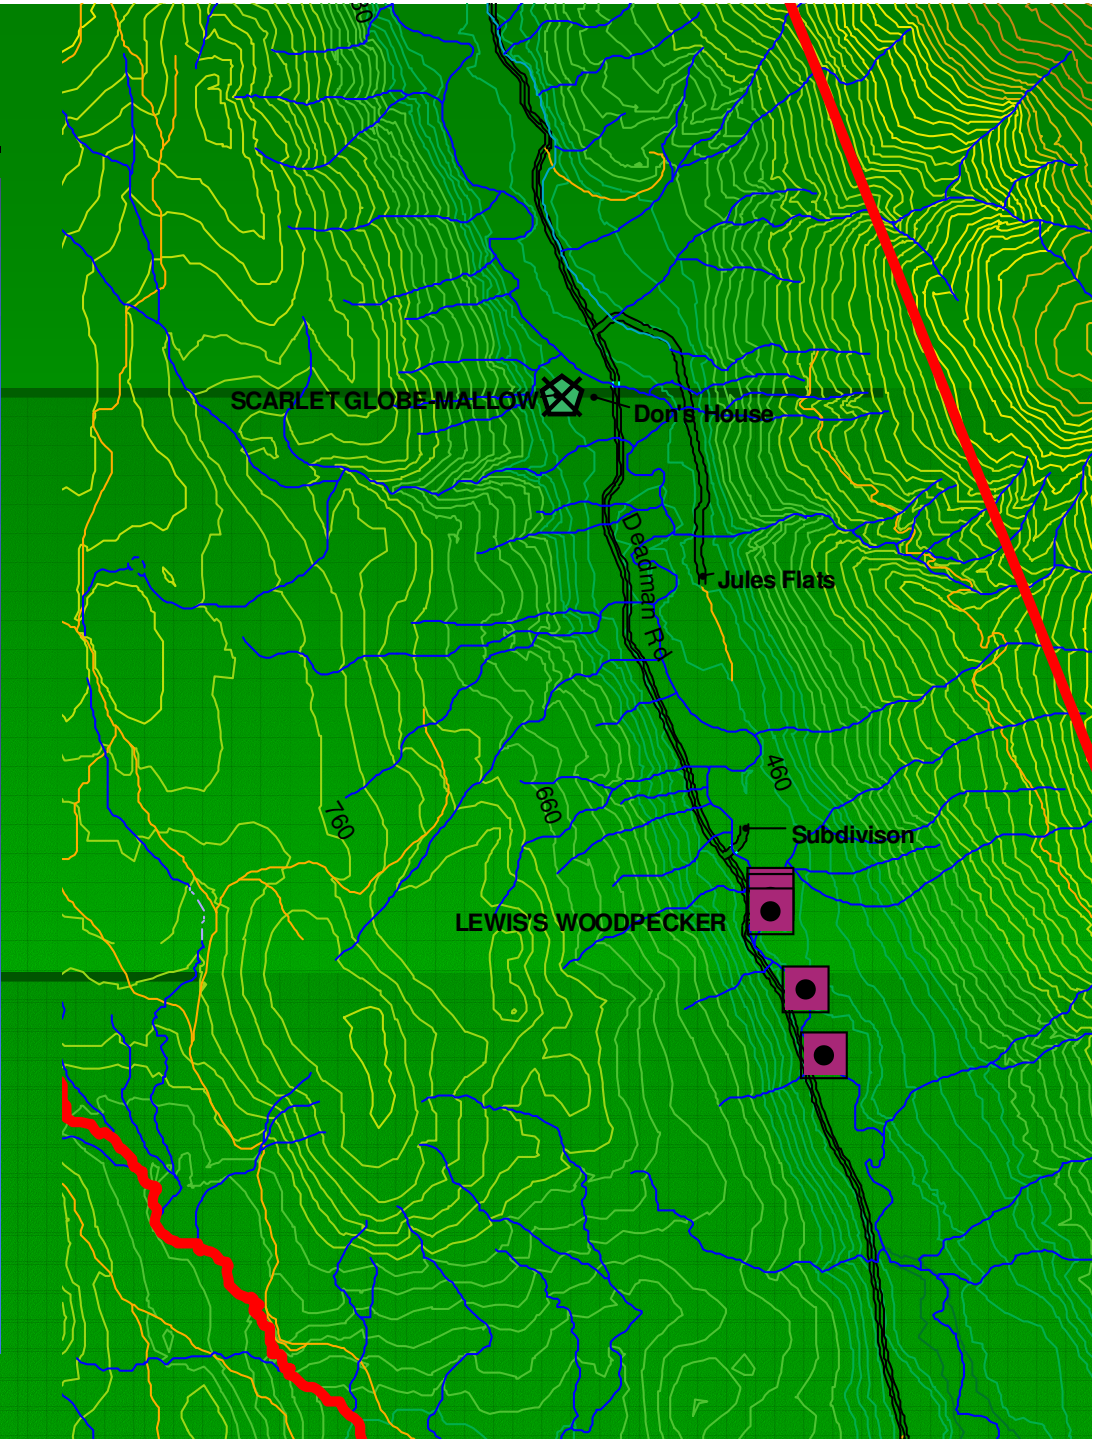 SCARLET GLOBE-MALLOW
Don's House
Deadman Rd
Jules Flats
460
660
760
Subdivison
LEWIS'S WOODPECKER